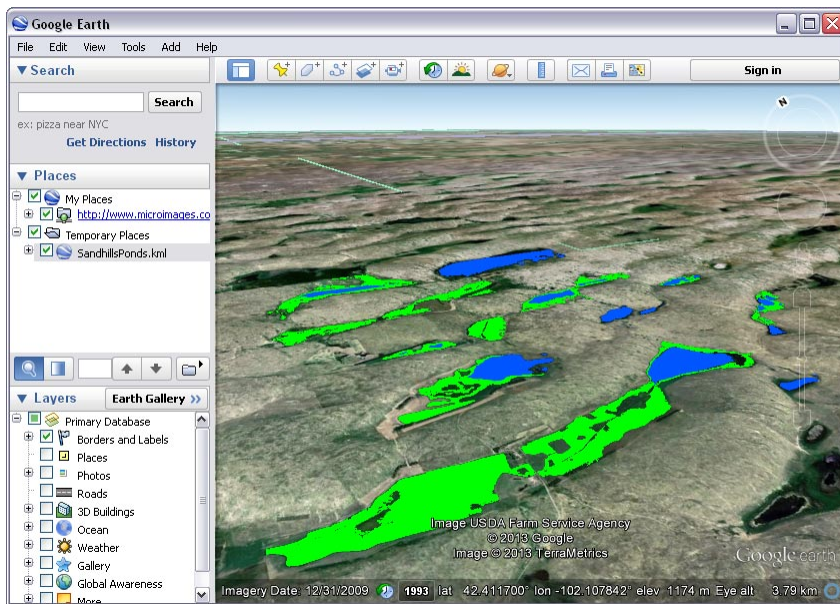 Google Earth
File Edit View Tools Add Help
Search
Search
ex: pizza near NYC
Get Directions History
Places
My Places
http://www.microimages.co
Temporary Places
SandhillsPonds.kml
Layers
Earth Gallery >>
Primary Database
Borders and Labels
Places
Photos
Roads
3D Buildings
Ocean
Weather
Gallery
Global Awareness
More
Sign in
N
Image USDA Farm Service Agency
© 2013 Google
Image © 2013 TerraMetrics
Google earth
Imagery Date: 12/31/2009 1993 lat 42.411700° lon -102.107842° elev 1174 m Eye alt 3.79 km